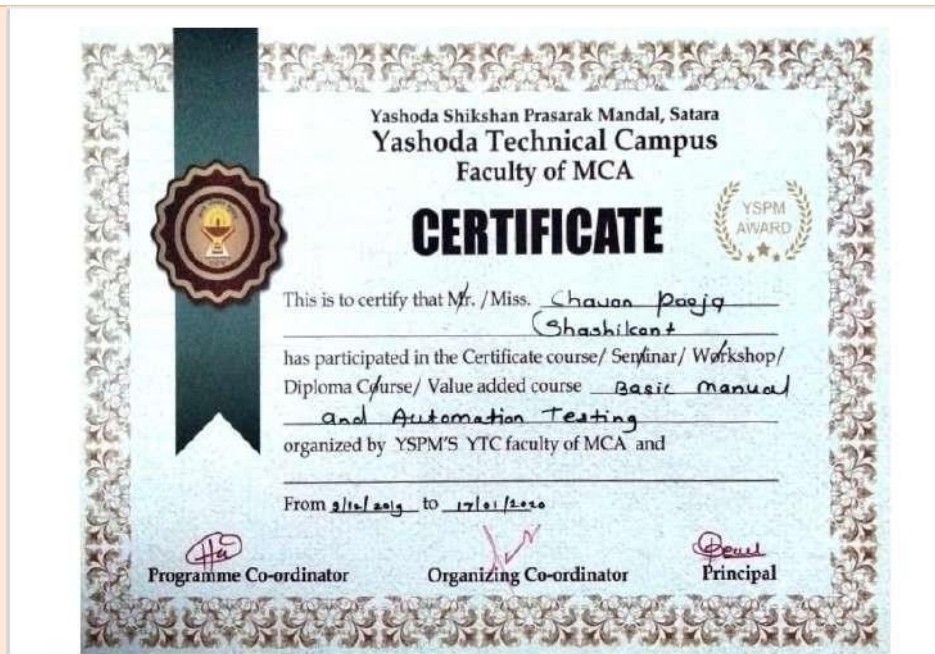 Yashoda Shikshan Prasarak Mandal, Satara
Yashoda Technical Campus
Faculty of MCA
CERTIFICATE
YSPM
AWARD
This is to certify that Mr. /Miss. Chavan Pooja
Shashikant
has participated in the Certificate course/ Seminar/ Workshop/
Diploma Course/ Value added course Basic manual
and Automation Testing
organized by YSPM'S YTC faculty of MCA and
From 9/12/2019 to 17/01/2020
Programme Co-ordinator
Organizing Co-ordinator
Principal